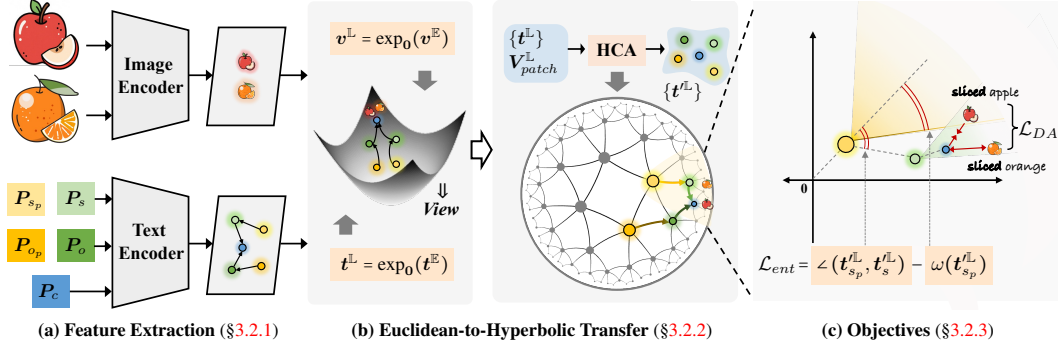 Image
Encoder
P_{s_p} P_s
P_{o_p} P_o
P_c
Text
Encoder
(a) Feature Extraction (§3.2.1)
v^𝕃 = exp_0(v^𝔼)
⇓
View
t^𝕃 = exp_0(t^𝔼)
{t^𝕃}
V^𝕃_{patch}
HCA
{t'^𝕃}
(b) Euclidean-to-Hyperbolic Transfer (§3.2.2)
sliced apple
ℒ_{DA}
sliced orange
0
ℒ_{ent} = ∠(t'^𝕃_{s_p}, t'^𝕃_s) − ω(t'^𝕃_{s_p})
(c) Objectives (§3.2.3)